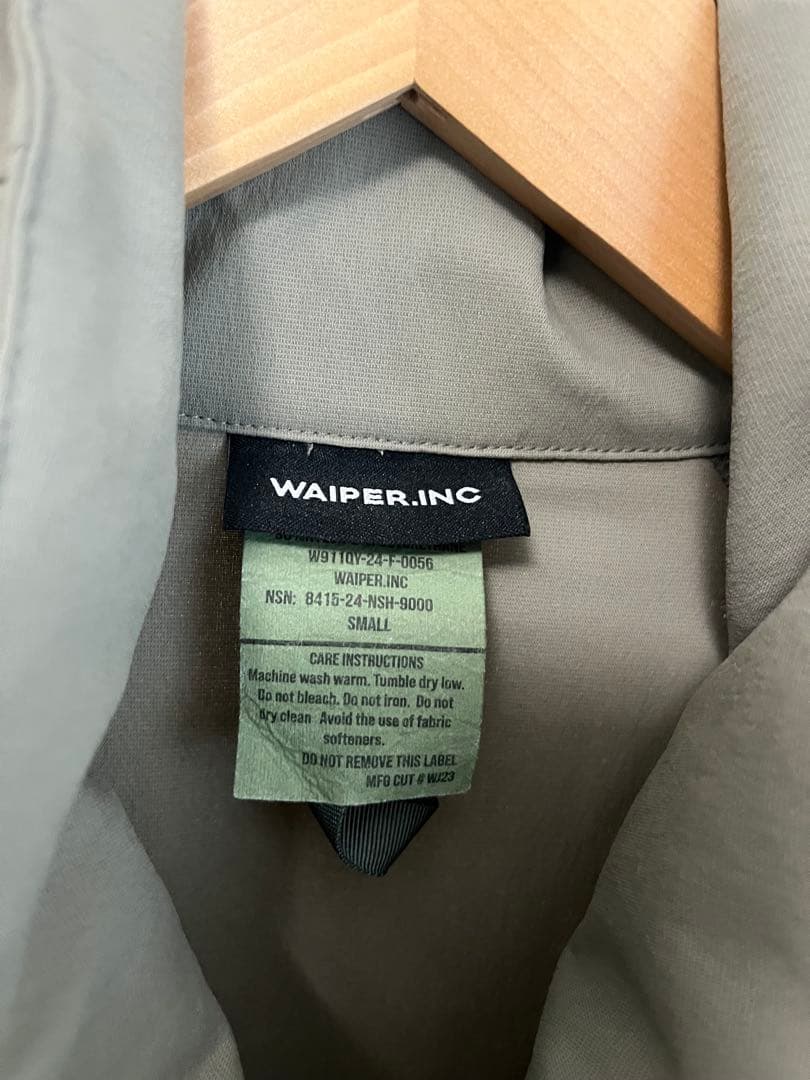 WAIPER.INC
W911QY-24-F-0056
WAIPER.INC
NSN: 8415-24-NSH-9000
SMALL
CARE INSTRUCTIONS
Machine wash warm. Tumble dry low.
Do not bleach. Do not iron. Do not
dry clean Avoid the use of fabric
softeners.
DO NOT REMOVE THIS LABEL
MFG CUT # WJ23